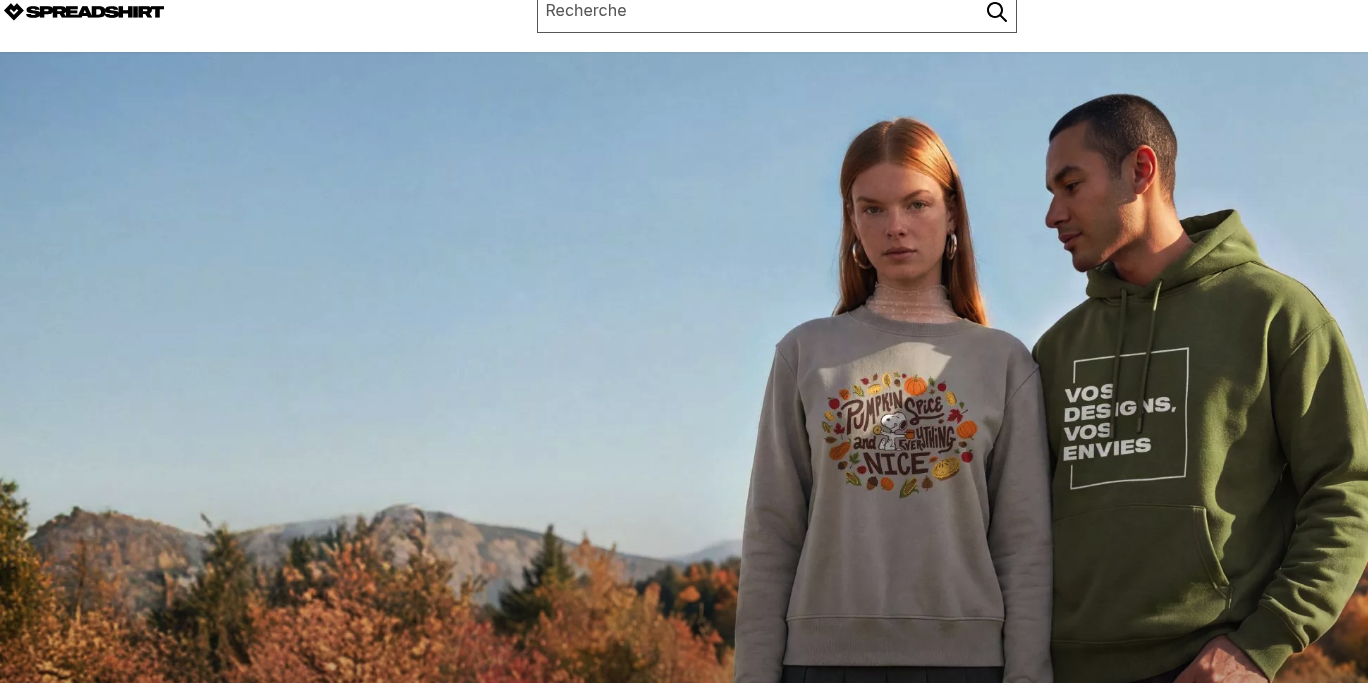 SPREADSHIRT
Recherche
PUMPKIN SPICE
and EVERYTHING
NICE
VOS
DESIGNS,
VOS
ENVIES